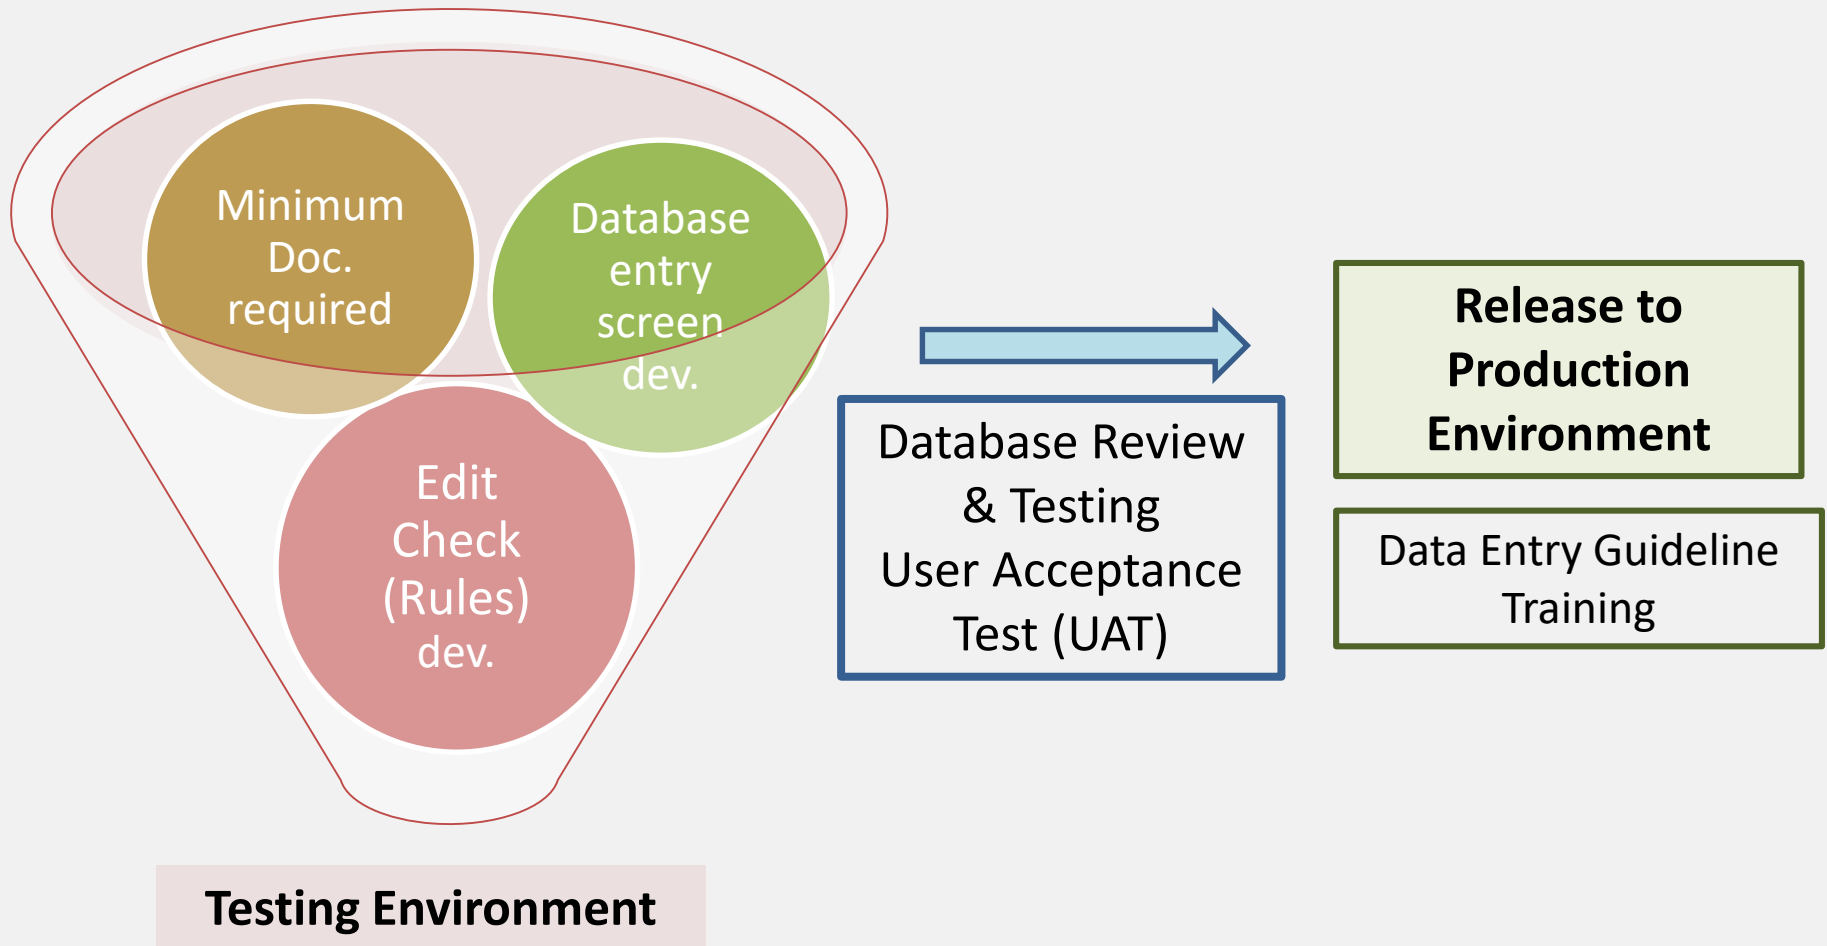 Minimum
Doc.
required
Database
entry
screen
dev.
Edit
Check
(Rules)
dev.
Testing Environment
Database Review
& Testing
User Acceptance
Test (UAT)
Release to
Production
Environment
Data Entry Guideline
Training